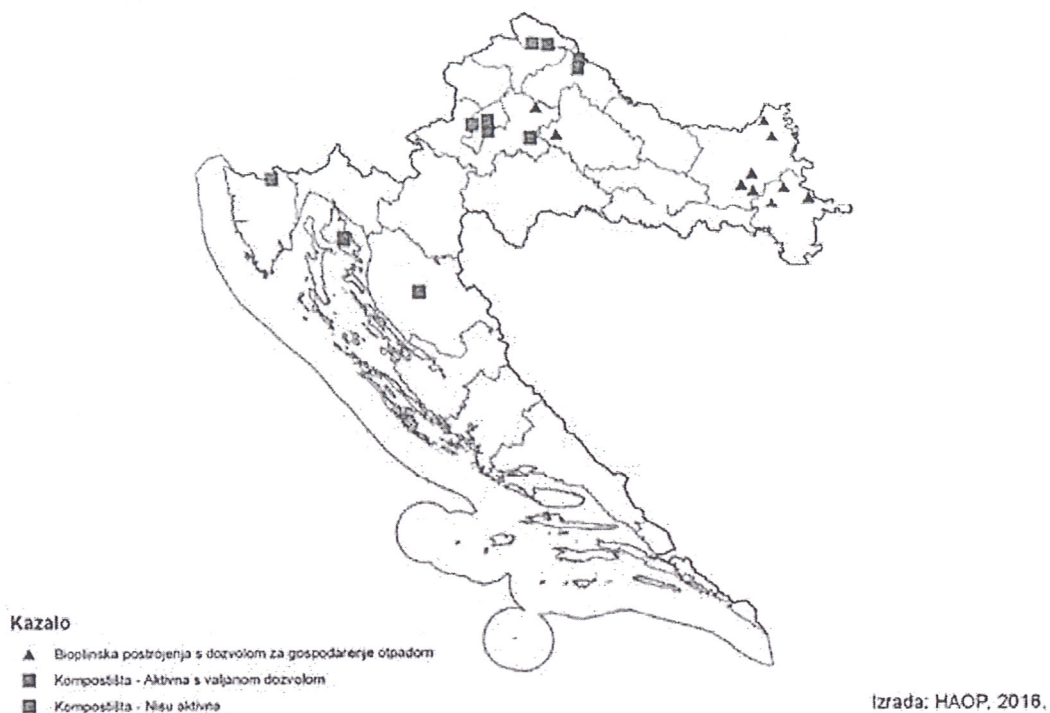 Kazalo
Bioplinska postrojenja s dozvolom za gospodarenje otpadom
Kompostišta - Aktivna s valjanom dozvolom
Kompostišta - Nisu aktivna
Izrada: HAOP, 2016.